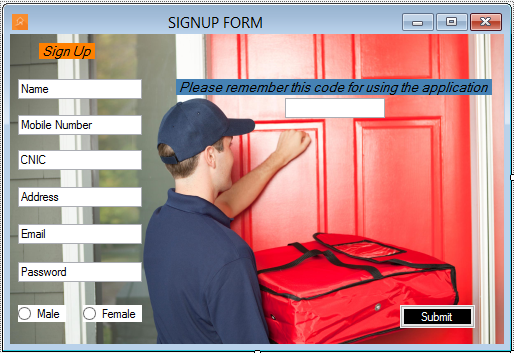 SIGNUP FORM
Sign Up
Name
Please remember this code for using the application
Mobile Number
CNIC
Address
Email
Password
Male
Female
Submit